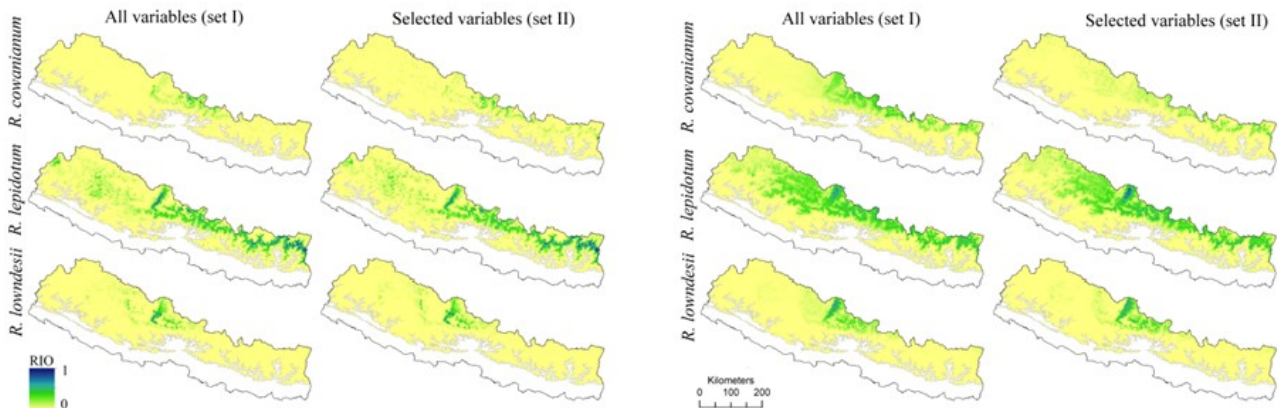 All variables (set I)
Selected variables (set II)
R. cowanianum
R. lepidotum
R. lowndesii
RIO
1
0
All variables (set I)
Selected variables (set II)
R. cowanianum
R. lepidotum
R. lowndesii
Kilometers
0 100 200